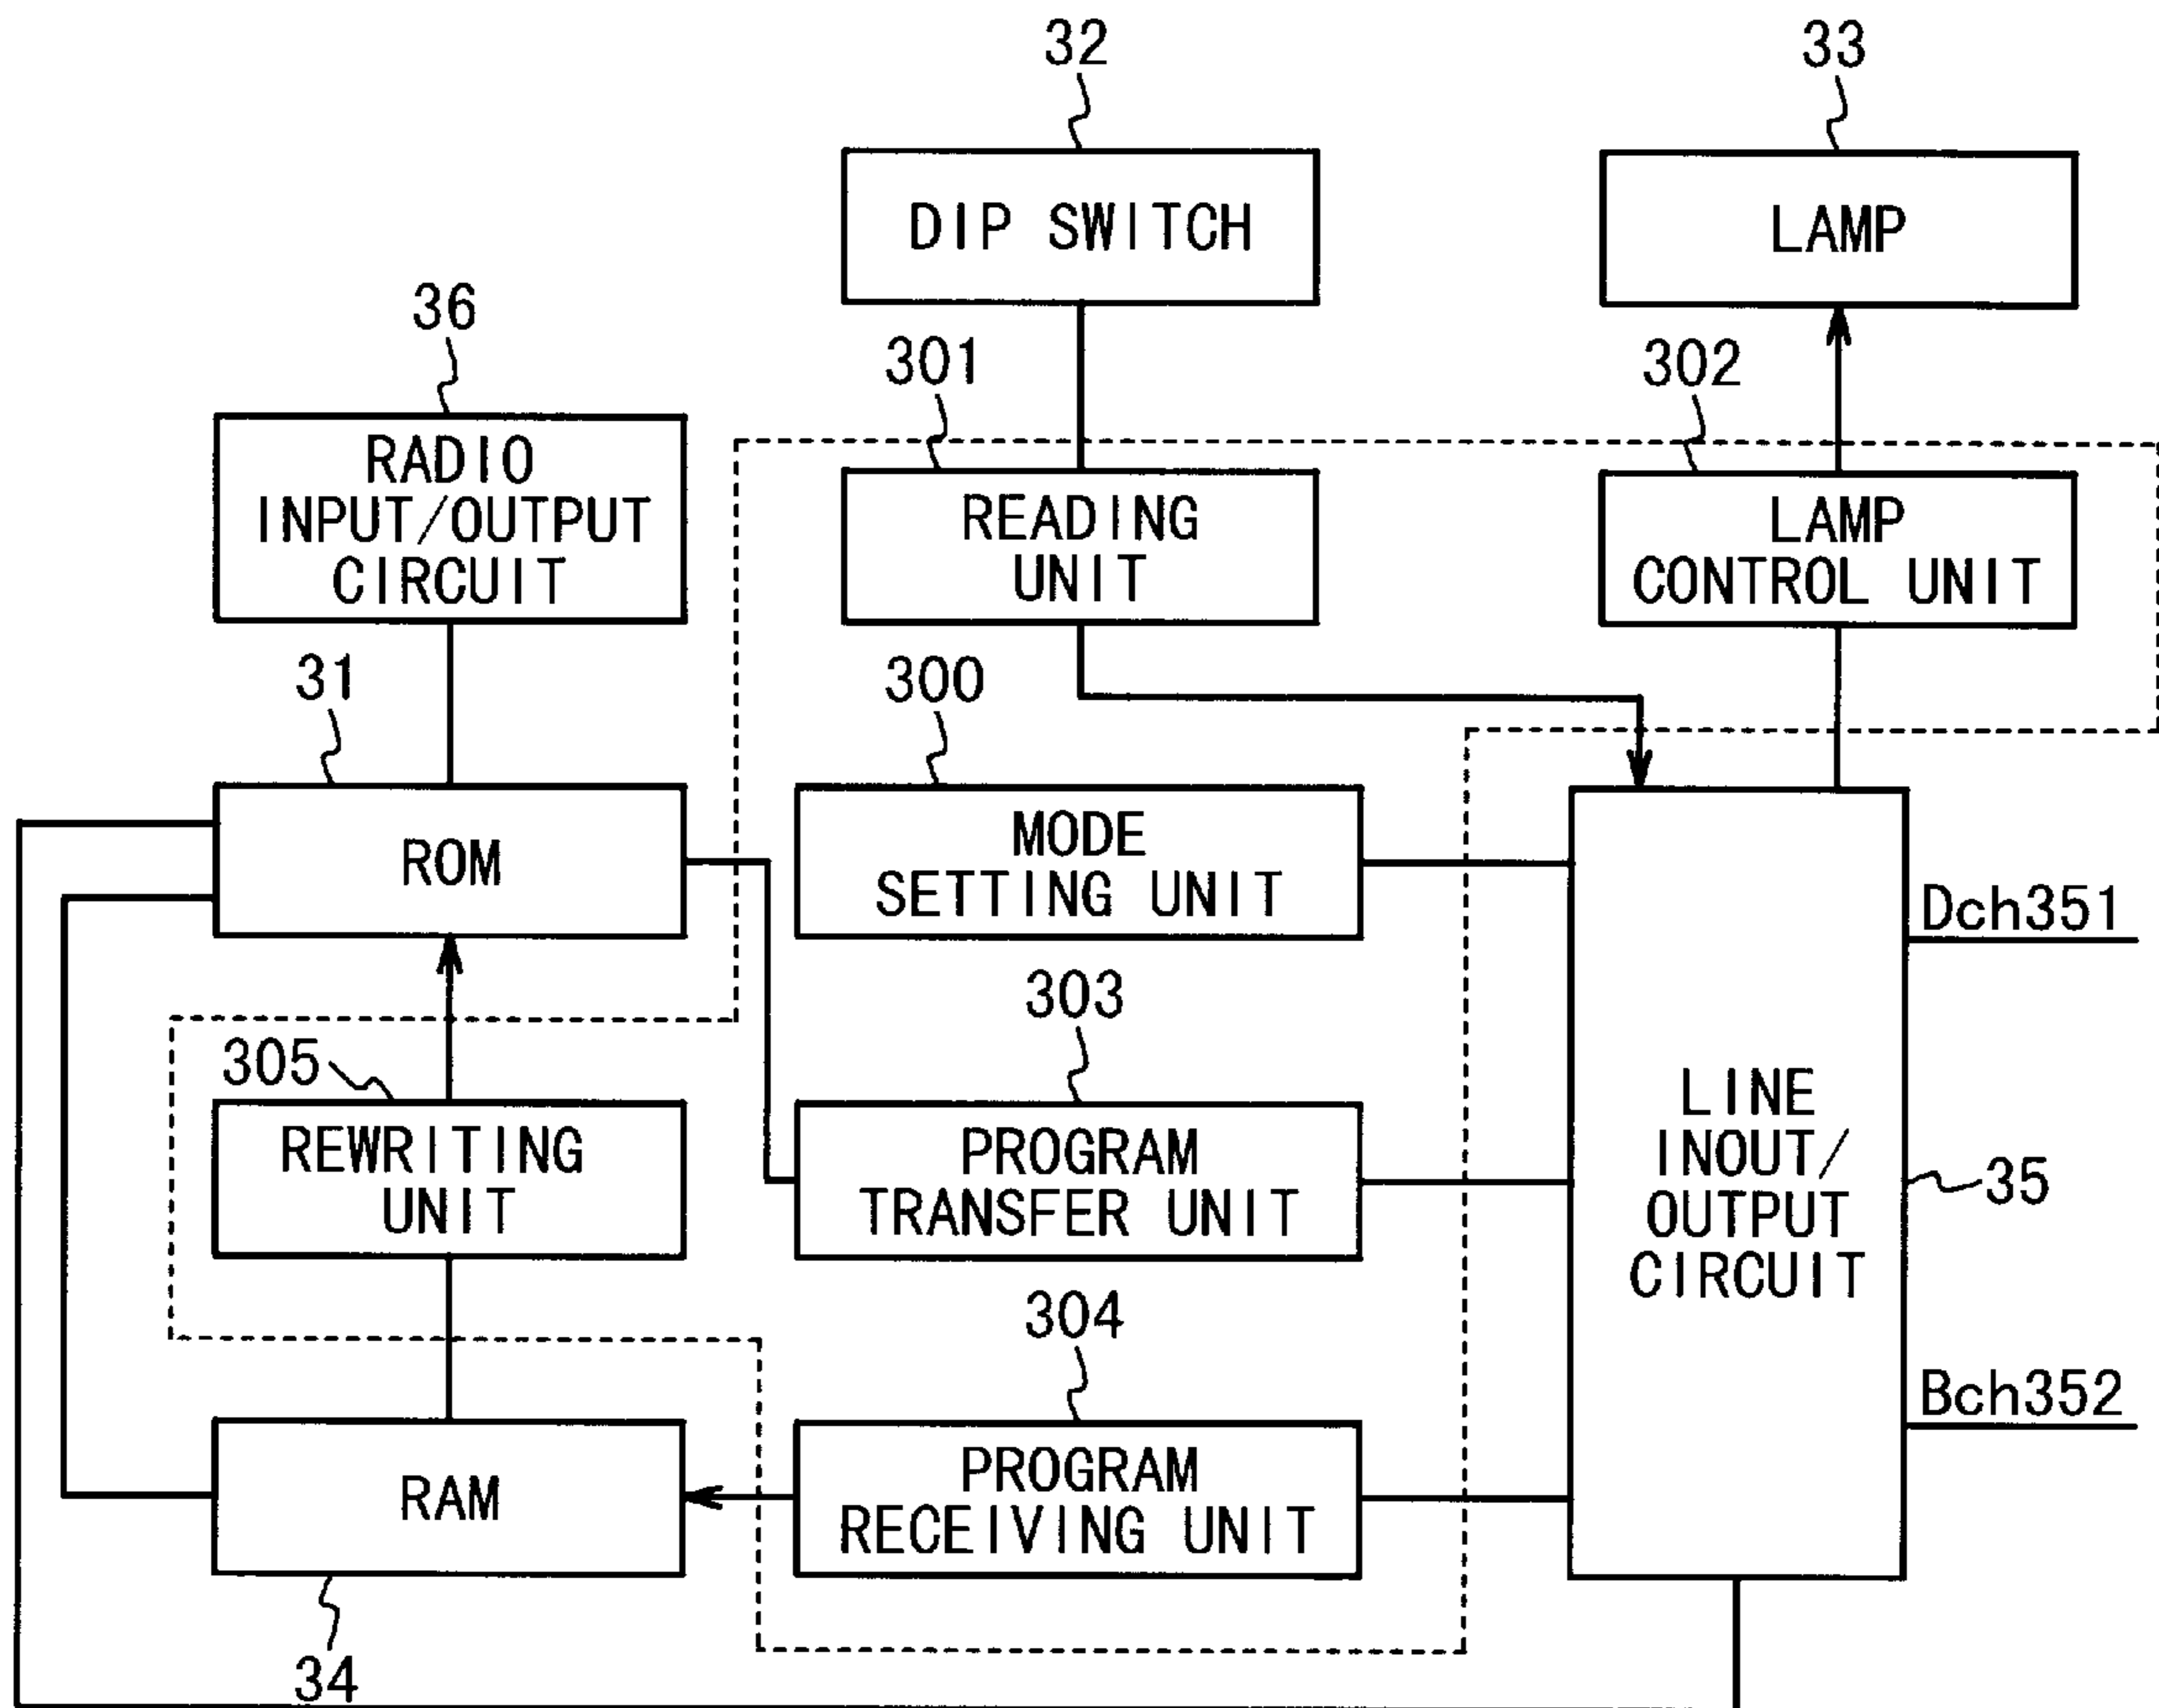 32
33
DIP SWITCH
LAMP
36
301
302
RADIO
INPUT/OUTPUT
CIRCUIT
READING
UNIT
LAMP
CONTROL UNIT
31
300
ROM
MODE
SETTING UNIT
Dch351
303
305
REWRITING
UNIT
PROGRAM
TRANSFER UNIT
LINE
INOUT/
OUTPUT
CIRCUIT
35
304
Bch352
RAM
PROGRAM
RECEIVING UNIT
34